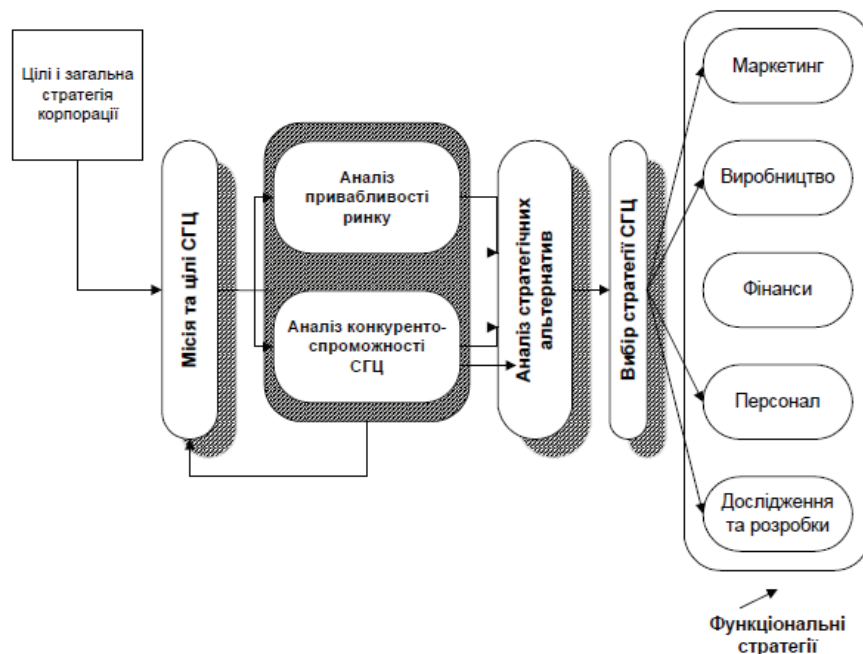 Цілі і загальна
стратегія
корпорації
Місія та цілі СГЦ
Аналіз
привабливості
ринку
Аналіз конкуренто-
спроможності
СГЦ
Аналіз стратегічних
альтернатив
Вибір стратегії СГЦ
Маркетинг
Виробництво
Фінанси
Персонал
Дослідження
та розробки
Функціональні
стратегії